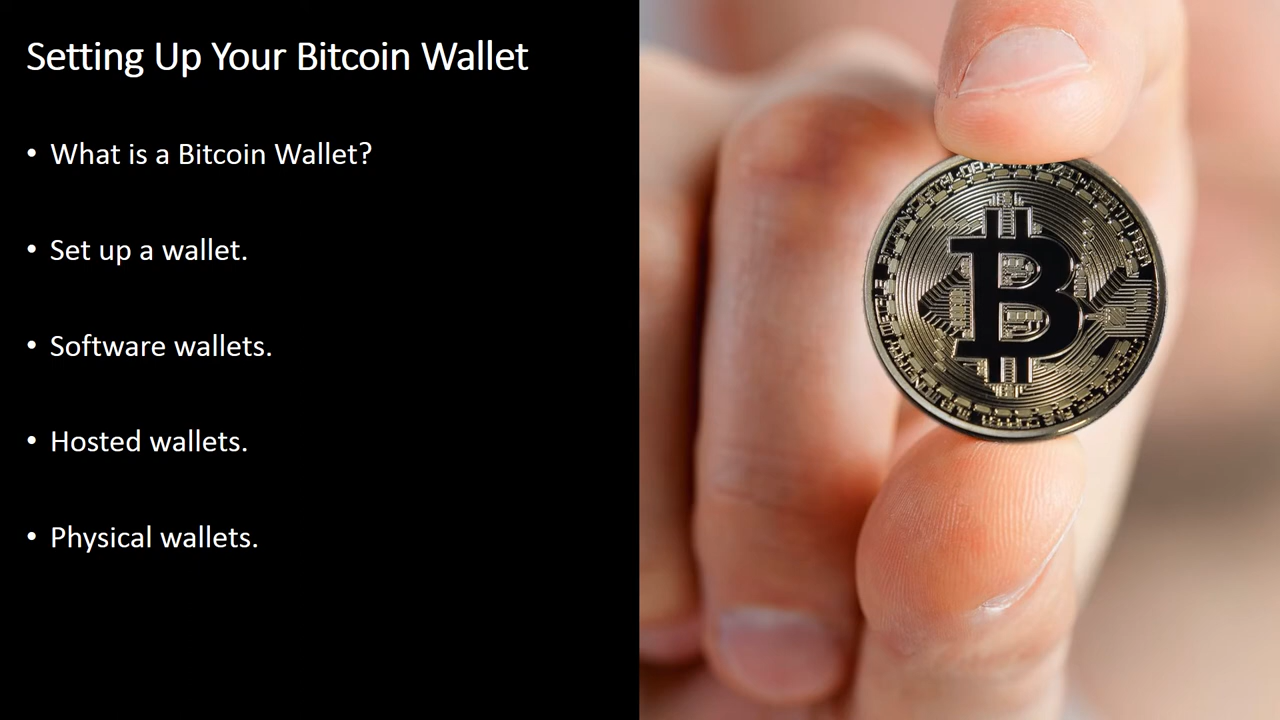 Setting Up Your Bitcoin Wallet
• What is a Bitcoin Wallet?
• Set up a wallet.
• Software wallets.
• Hosted wallets.
• Physical wallets.